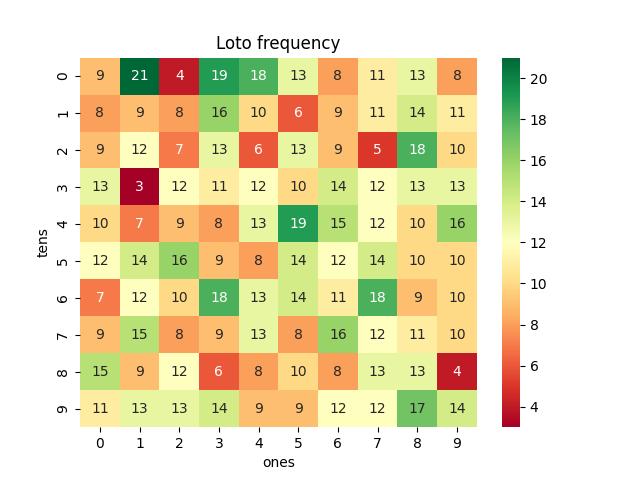 Loto frequency
tens
0 9 21 4 19 18 13 8 11 13 8
1 8 9 8 16 10 6 9 11 14 11
2 9 12 7 13 6 13 9 5 18 10
3 13 3 12 11 12 10 14 12 13 13
4 10 7 9 8 13 19 15 12 10 16
5 12 14 16 9 8 14 12 14 10 10
6 7 12 10 18 13 14 11 18 9 10
7 9 15 8 9 13 8 16 12 11 10
8 15 9 12 6 8 10 8 13 13 4
9 11 13 13 14 9 9 12 12 17 14
0 1 2 3 4 5 6 7 8 9
ones
20
18
16
14
12
10
8
6
4